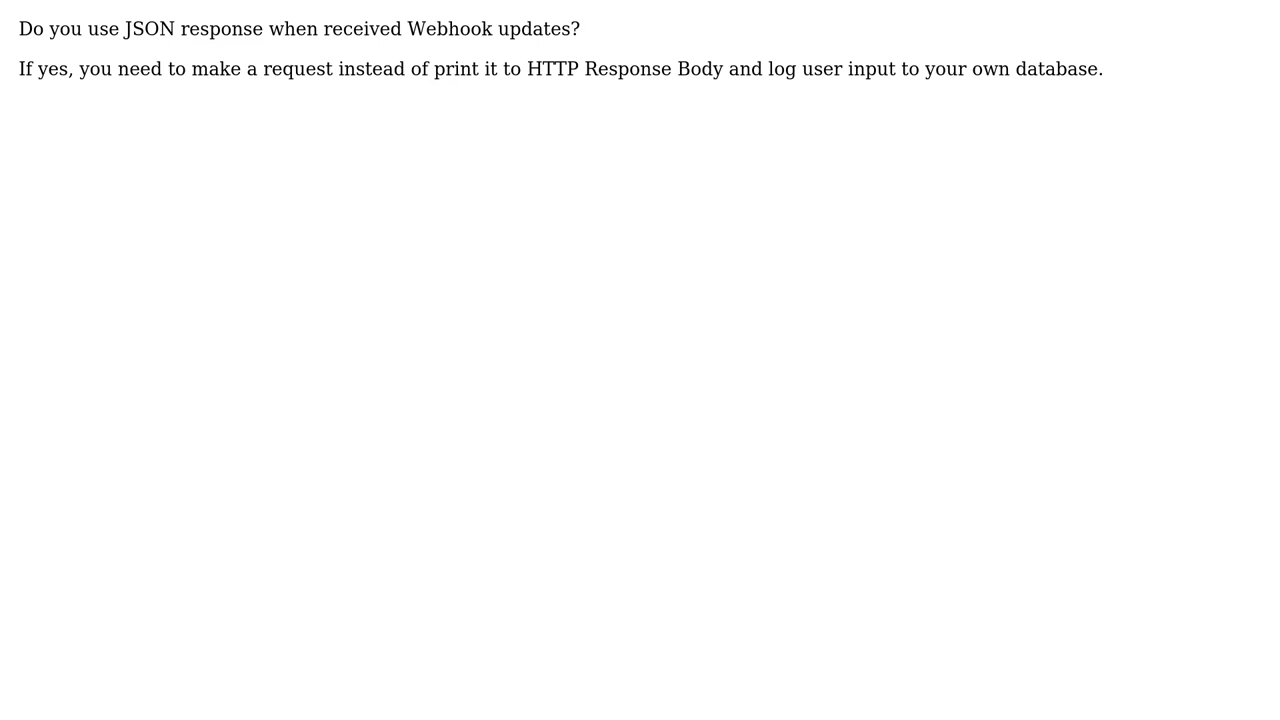 Do you use JSON response when received Webhook updates?
If yes, you need to make a request instead of print it to HTTP Response Body and log user input to your own database.